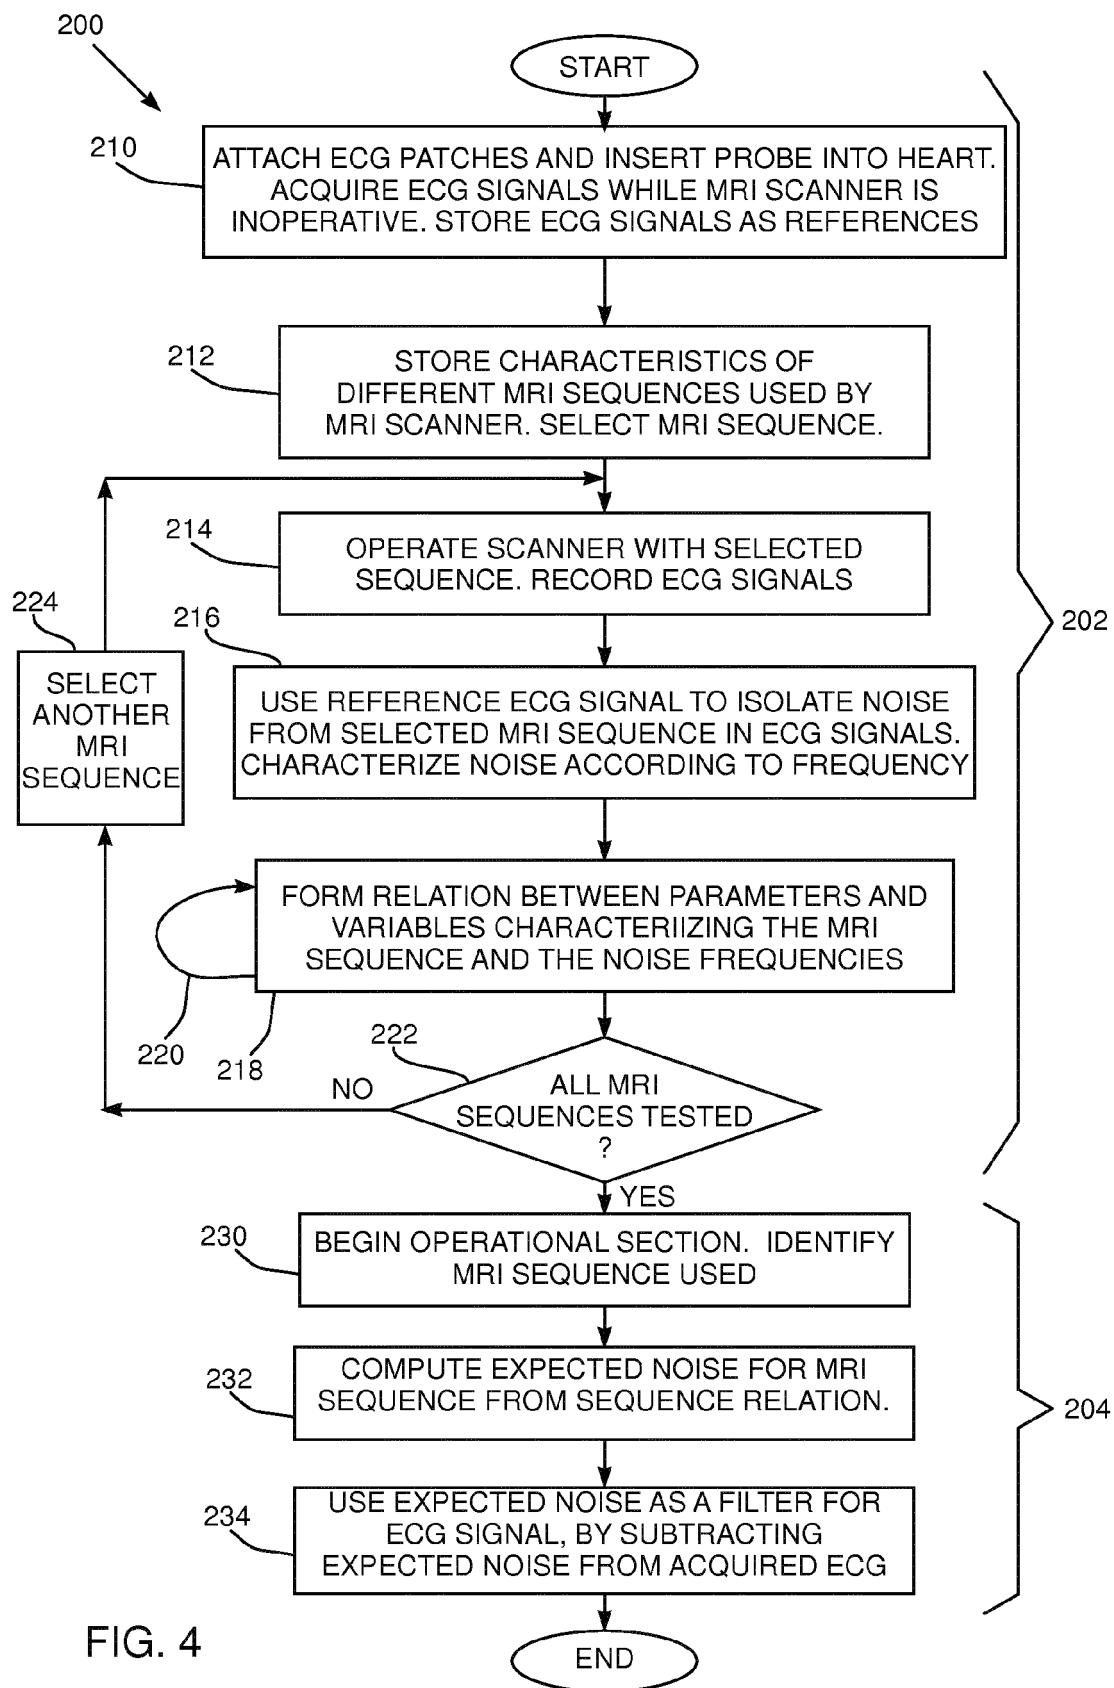 200
START
210
ATTACH ECG PATCHES AND INSERT PROBE INTO HEART.
ACQUIRE ECG SIGNALS WHILE MRI SCANNER IS
INOPERATIVE. STORE ECG SIGNALS AS REFERENCES
212
STORE CHARACTERISTICS OF
DIFFERENT MRI SEQUENCES USED BY
MRI SCANNER. SELECT MRI SEQUENCE.
214
OPERATE SCANNER WITH SELECTED
SEQUENCE. RECORD ECG SIGNALS
224
SELECT
ANOTHER
MRI
SEQUENCE
216
USE REFERENCE ECG SIGNAL TO ISOLATE NOISE
FROM SELECTED MRI SEQUENCE IN ECG SIGNALS.
CHARACTERIZE NOISE ACCORDING TO FREQUENCY
202
FORM RELATION BETWEEN PARAMETERS AND
VARIABLES CHARACTERIIZING THE MRI
SEQUENCE AND THE NOISE FREQUENCIES
220
218
222
ALL MRI
SEQUENCES TESTED
?
NO
YES
230
BEGIN OPERATIONAL SECTION. IDENTIFY
MRI SEQUENCE USED
232
COMPUTE EXPECTED NOISE FOR MRI
SEQUENCE FROM SEQUENCE RELATION.
204
234
USE EXPECTED NOISE AS A FILTER FOR
ECG SIGNAL, BY SUBTRACTING
EXPECTED NOISE FROM ACQUIRED ECG
END
FIG. 4